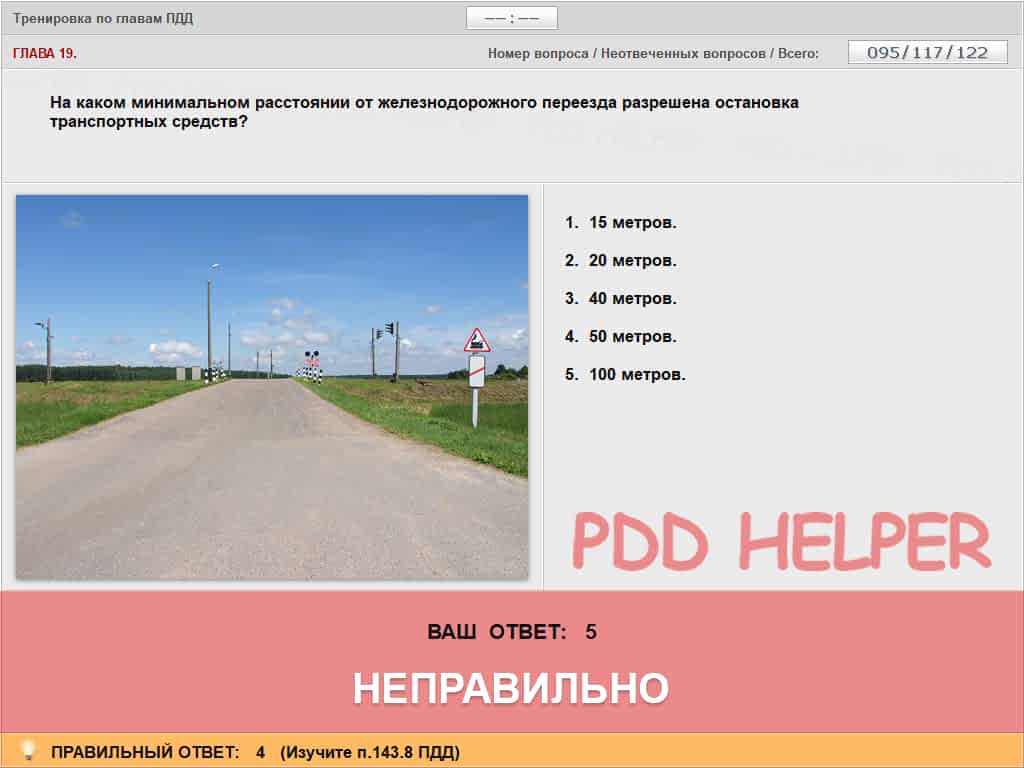 Тренировка по главам ПДД
–– : ––
ГЛАВА 19.
Номер вопроса / Неотвеченных вопросов / Всего:
095/117/122
На каком минимальном расстоянии от железнодорожного переезда разрешена остановка
транспортных средств?
1. 15 метров.
2. 20 метров.
3. 40 метров.
4. 50 метров.
5. 100 метров.
PDD HELPER
ВАШ ОТВЕТ: 5
НЕПРАВИЛЬНО
ПРАВИЛЬНЫЙ ОТВЕТ: 4 (Изучите п.143.8 ПДД)